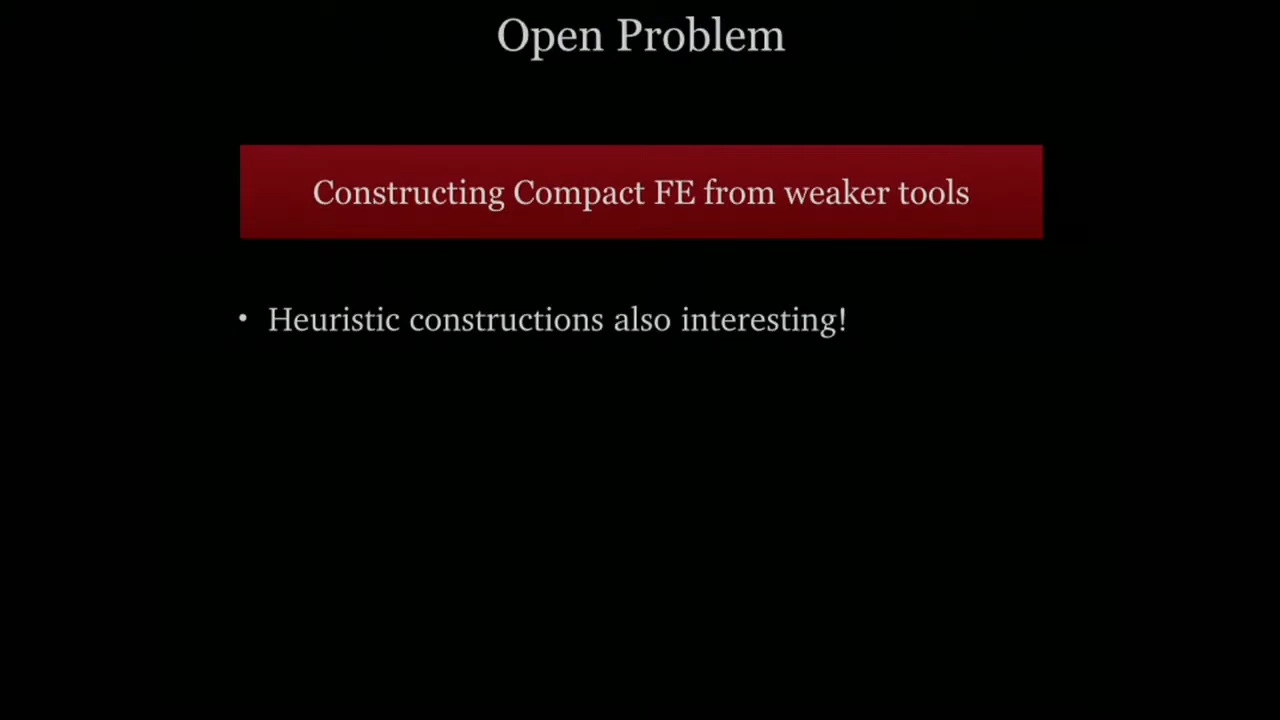 Open Problem
Constructing Compact FE from weaker tools
• Heuristic constructions also interesting!